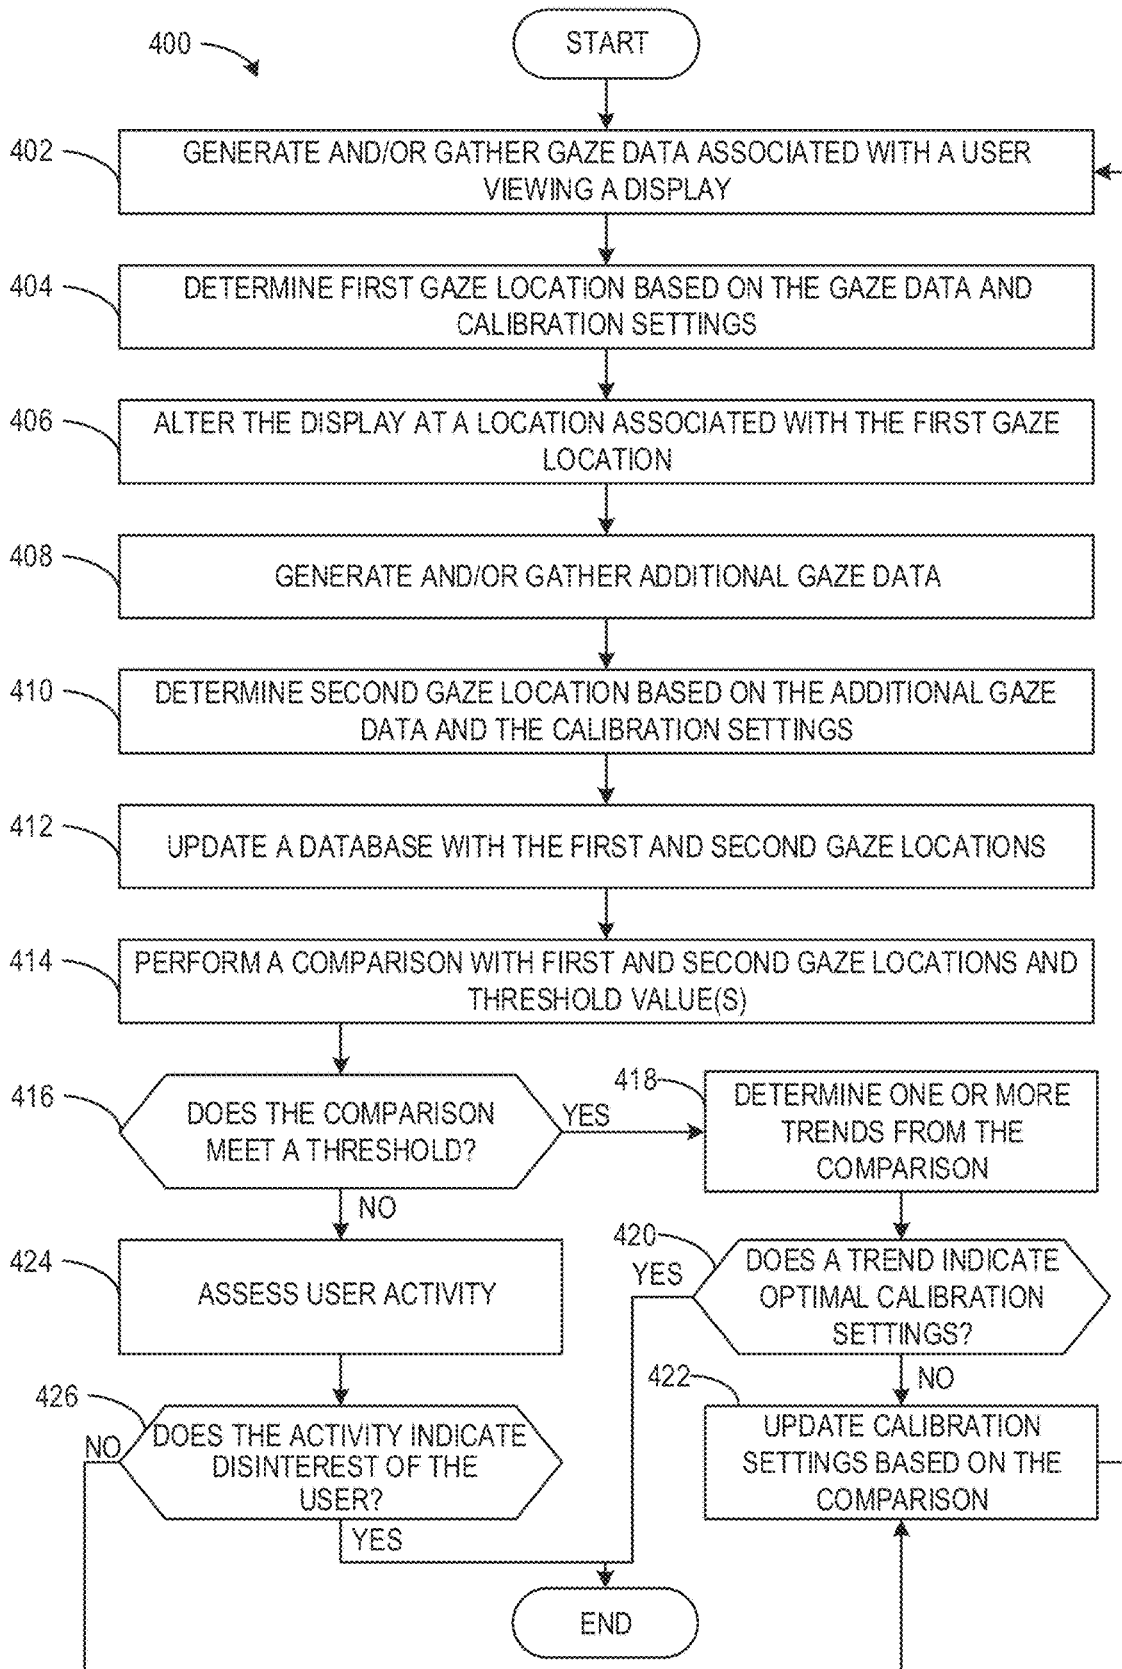 400
START
402
GENERATE AND/OR GATHER GAZE DATA ASSOCIATED WITH A USER
VIEWING A DISPLAY
404
DETERMINE FIRST GAZE LOCATION BASED ON THE GAZE DATA AND
CALIBRATION SETTINGS
406
ALTER THE DISPLAY AT A LOCATION ASSOCIATED WITH THE FIRST GAZE
LOCATION
408
GENERATE AND/OR GATHER ADDITIONAL GAZE DATA
410
DETERMINE SECOND GAZE LOCATION BASED ON THE ADDITIONAL GAZE
DATA AND THE CALIBRATION SETTINGS
412
UPDATE A DATABASE WITH THE FIRST AND SECOND GAZE LOCATIONS
414
PERFORM A COMPARISON WITH FIRST AND SECOND GAZE LOCATIONS AND
THRESHOLD VALUE(S)
416
DOES THE COMPARISON
MEET A THRESHOLD?
YES
NO
418
DETERMINE ONE OR MORE
TRENDS FROM THE
COMPARISON
424
ASSESS USER ACTIVITY
420
YES
DOES A TREND INDICATE
OPTIMAL CALIBRATION
SETTINGS?
NO
426
NO
DOES THE ACTIVITY INDICATE
DISINTEREST OF THE
USER?
YES
422
UPDATE CALIBRATION
SETTINGS BASED ON THE
COMPARISON
END